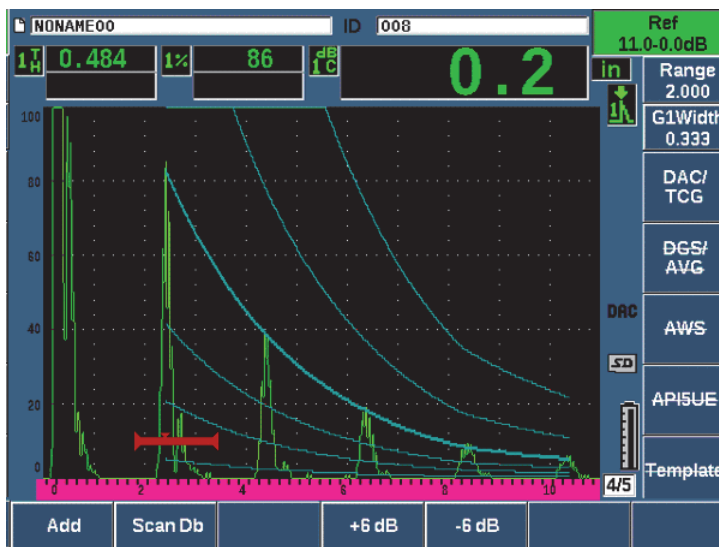 NONAME00 ID 008
Ref
11.0-0.0dB
1 T H 0.484 1% 86 dB 1 C 0.2 in
Range
2.000
G1Width
0.333
DAC/
TCG
DGS/
AVG
AWS
API5UE
Template
DAC
SD
4/5
100
80
60
40
20
0
0 2 4 6 8 10
Add Scan Db +6 dB -6 dB